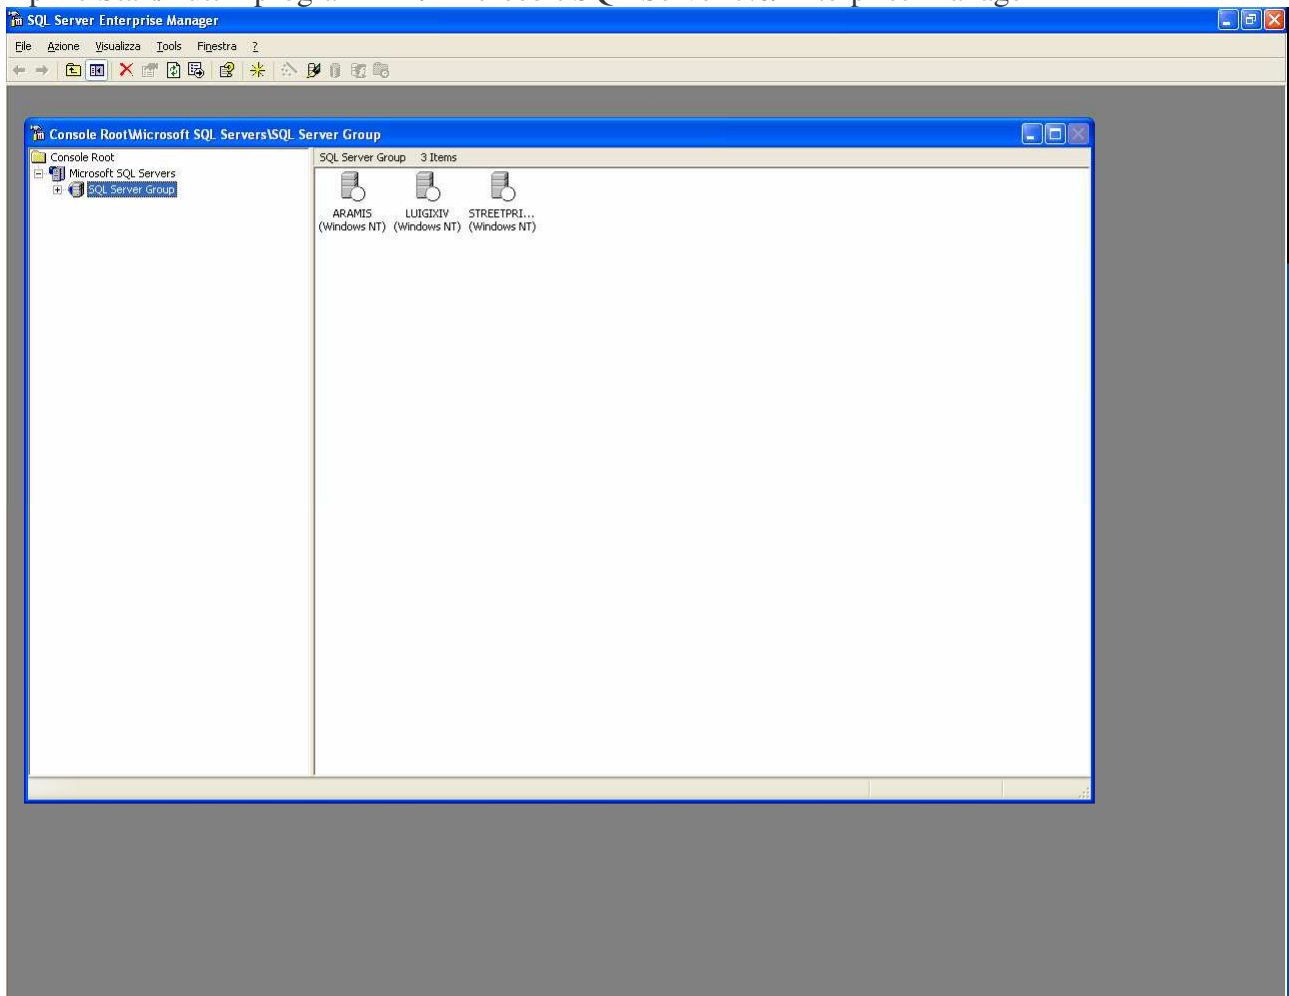 SQL Server Enterprise Manager
File Azione Visualizza Tools Finestra ?
Console Root\Microsoft SQL Servers\SQL Server Group
Console Root
Microsoft SQL Servers
SQL Server Group
SQL Server Group 3 Items
ARAMIS
(Windows NT)
LUIGIXIV
(Windows NT)
STREETPRI...
(Windows NT)